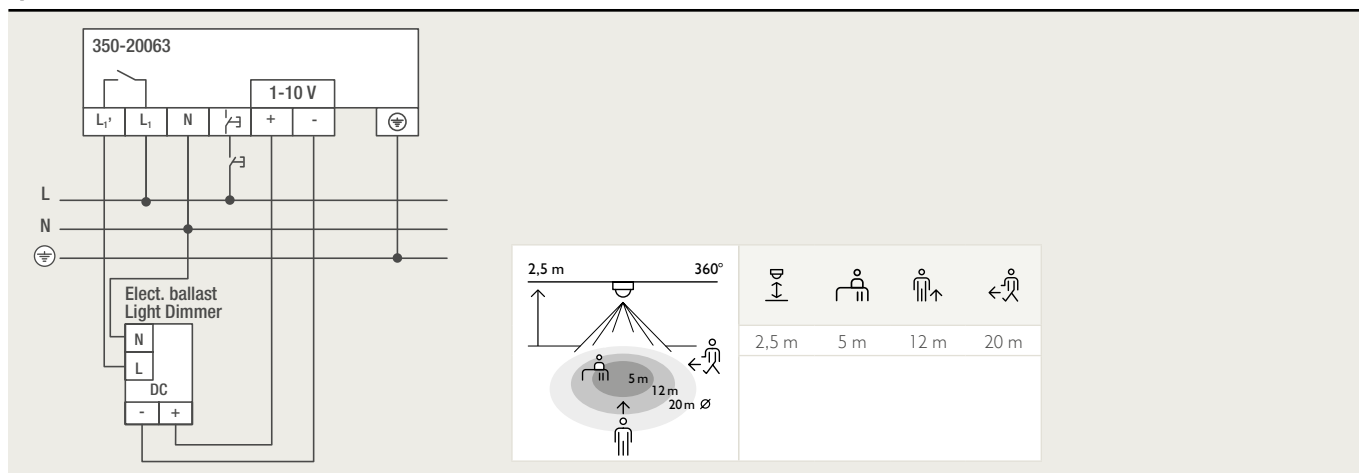 350-20063
1-10 V
L₁' L₁ N + -
L
N
Elect. ballast
Light Dimmer
N
L
DC
- +
2,5 m 360°
5 m
12 m
20 m Ø
2,5 m 5 m 12 m 20 m